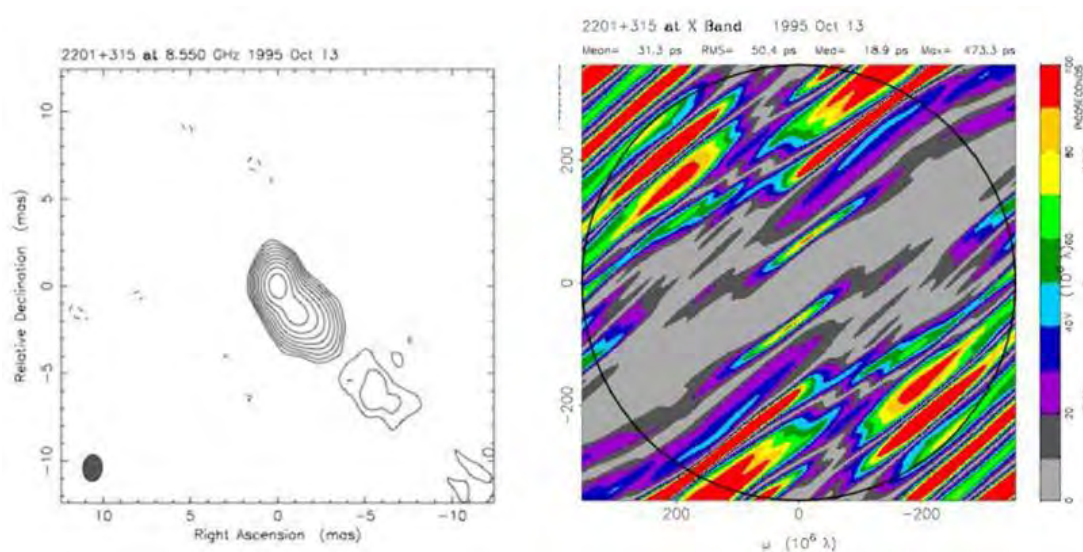 2201+315 at 8.550 GHz 1995 Oct 13
10
5
0
-5
-10
Relative Declination (mas)
10 5 0 -5 -10
Right Ascension (mas)
2201+315 at X Band 1995 Oct 13
Mean= 31.3 ps RMS= 50.4 ps Med= 18.9 ps Max= 473.3 ps
200
0
-200
200 0 -200
μ (10⁶ λ)
100
80
60
40
20
0
PICOSECONDS
V (10⁶ λ)